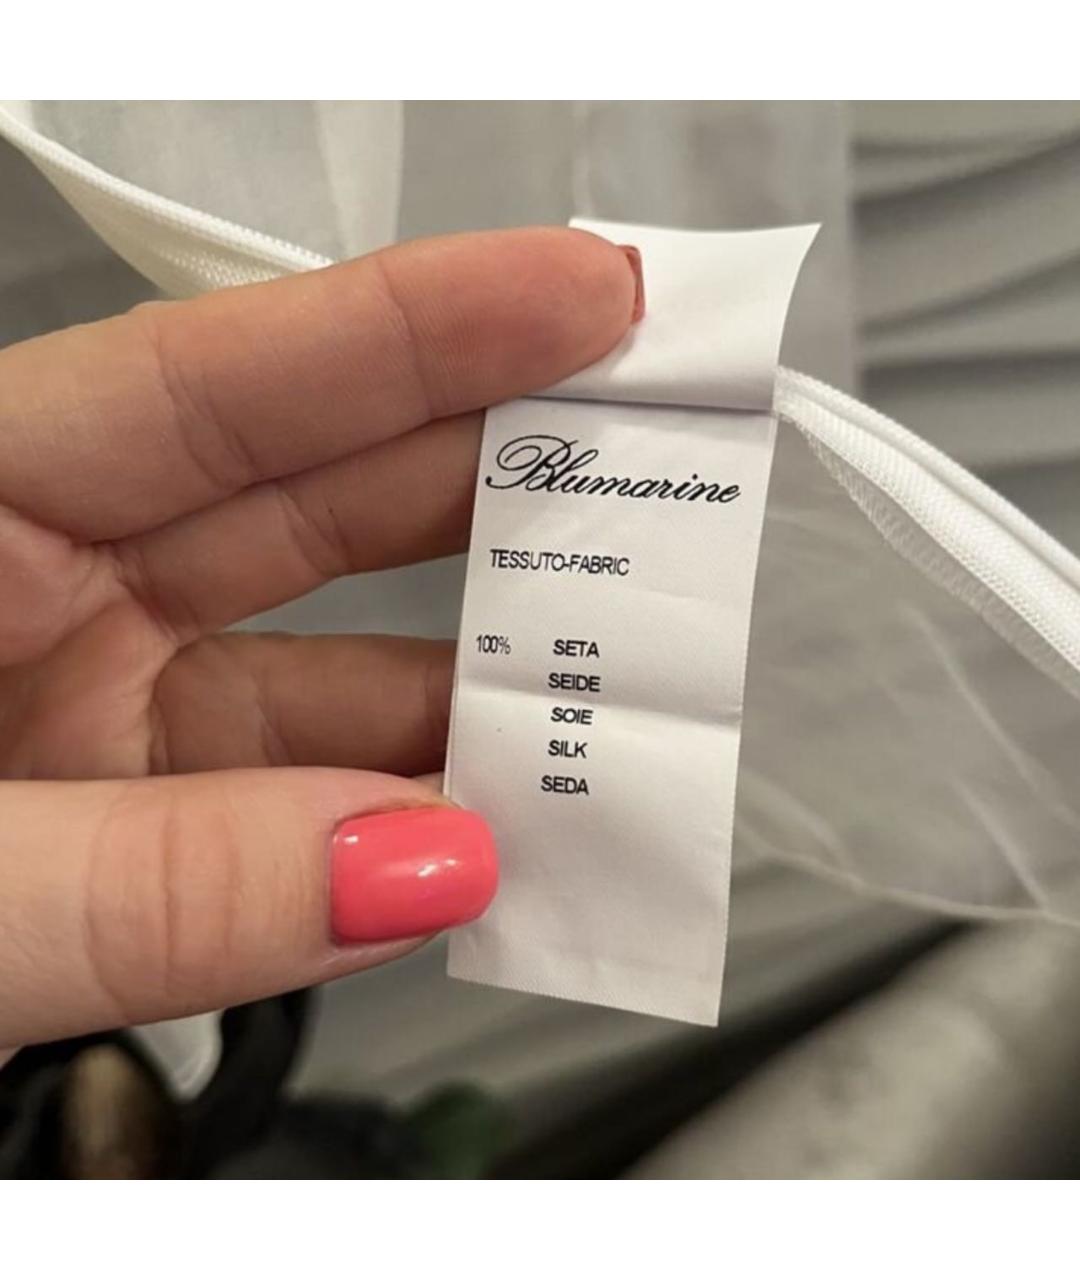 Blumarine
TESSUTO-FABRIC
100% SETA
SEIDE
SOIE
SILK
SEDA